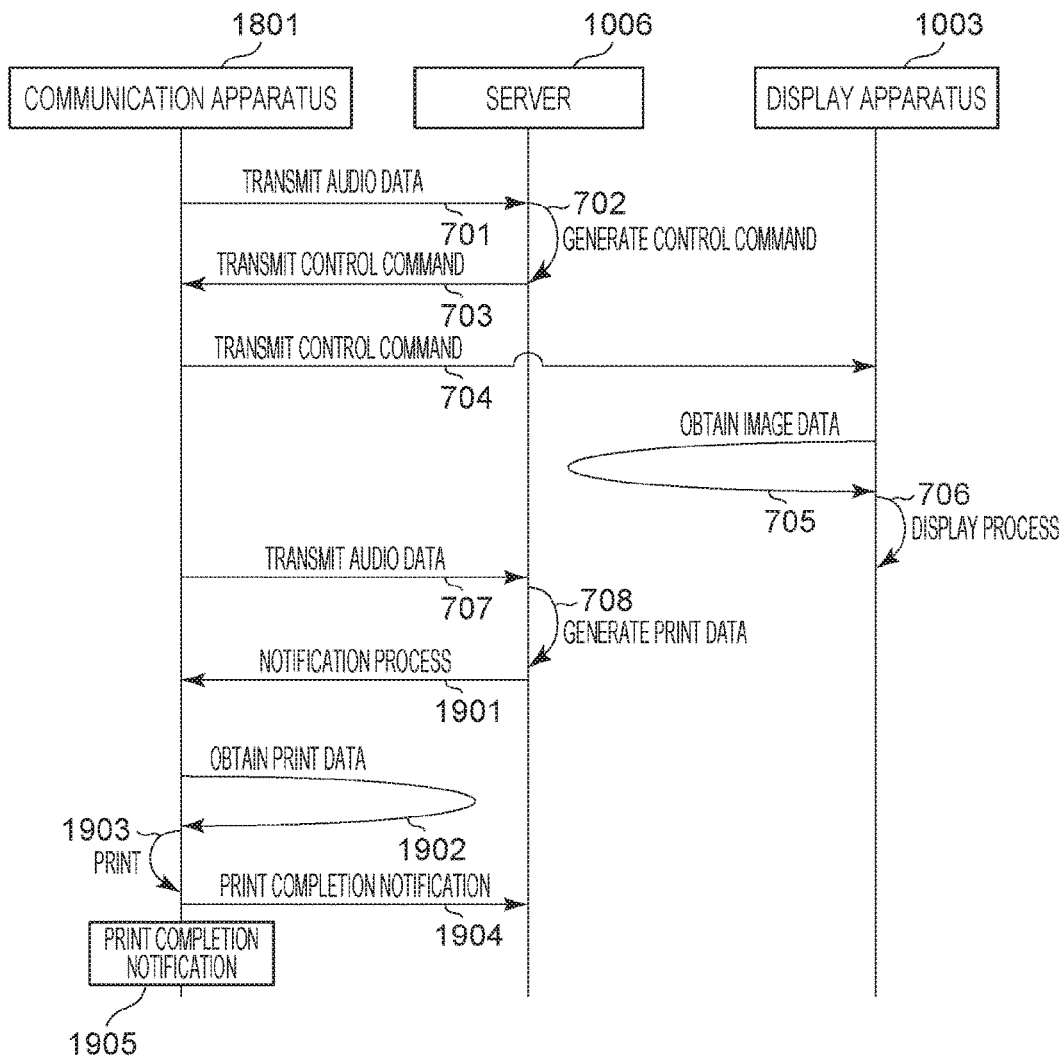 1801
1006
1003
COMMUNICATION APPARATUS
SERVER
DISPLAY APPARATUS
TRANSMIT AUDIO DATA
701
702
GENERATE CONTROL COMMAND
TRANSMIT CONTROL COMMAND
703
TRANSMIT CONTROL COMMAND
704
OBTAIN IMAGE DATA
705
706
DISPLAY PROCESS
TRANSMIT AUDIO DATA
707
708
GENERATE PRINT DATA
NOTIFICATION PROCESS
1901
OBTAIN PRINT DATA
1902
1903
PRINT
PRINT COMPLETION NOTIFICATION
1904
PRINT COMPLETION
NOTIFICATION
1905